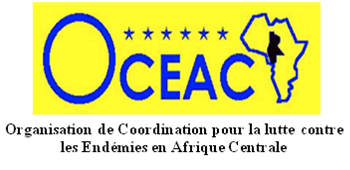 OCEAC
Organisation de Coordination pour la lutte contre
les Endémies en Afrique Centrale